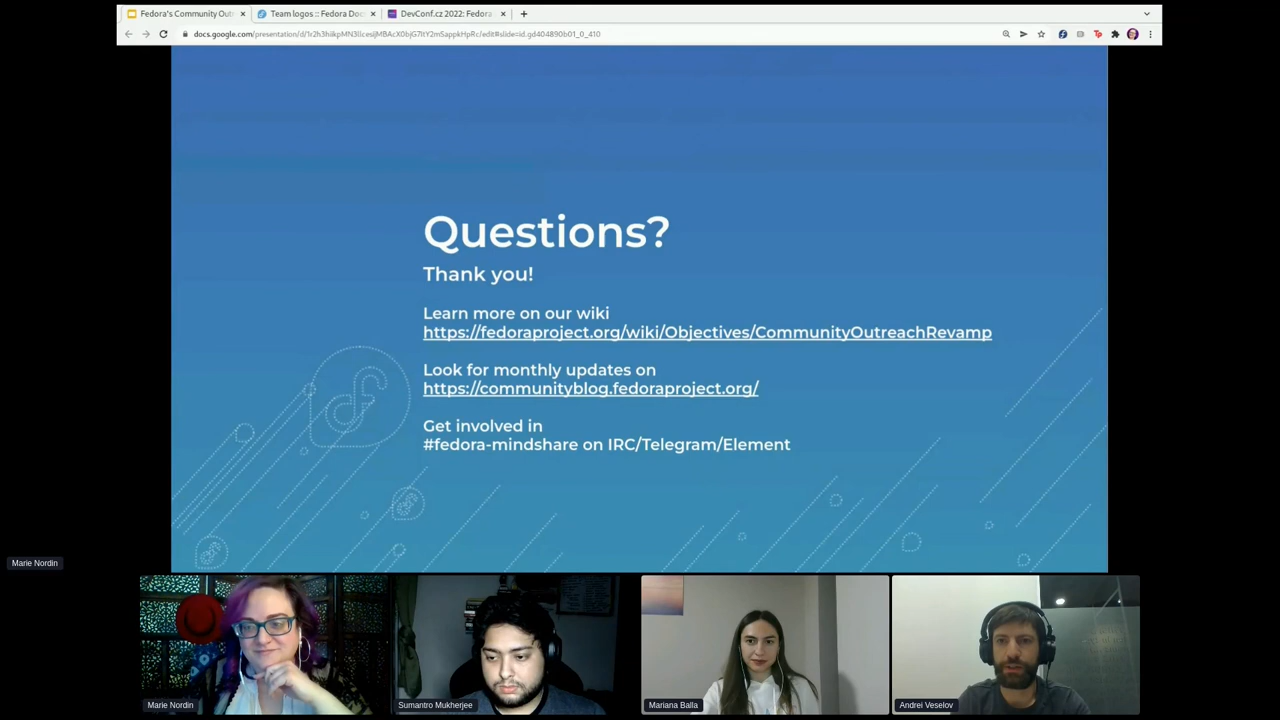 Fedora's Community Out
Team logos :: Fedora Doc
DevConf.cz 2022: Fedora
Questions?
Thank you!
Learn more on our wiki
https://fedoraproject.org/wiki/Objectives/CommunityOutreachRevamp
Look for monthly updates on
https://communityblog.fedoraproject.org/
Get involved in
#fedora-mindshare on IRC/Telegram/Element
Marie Nordin
Marie Nordin
Sumantro Mukherjee
Mariana Balla
Andrei Veselov